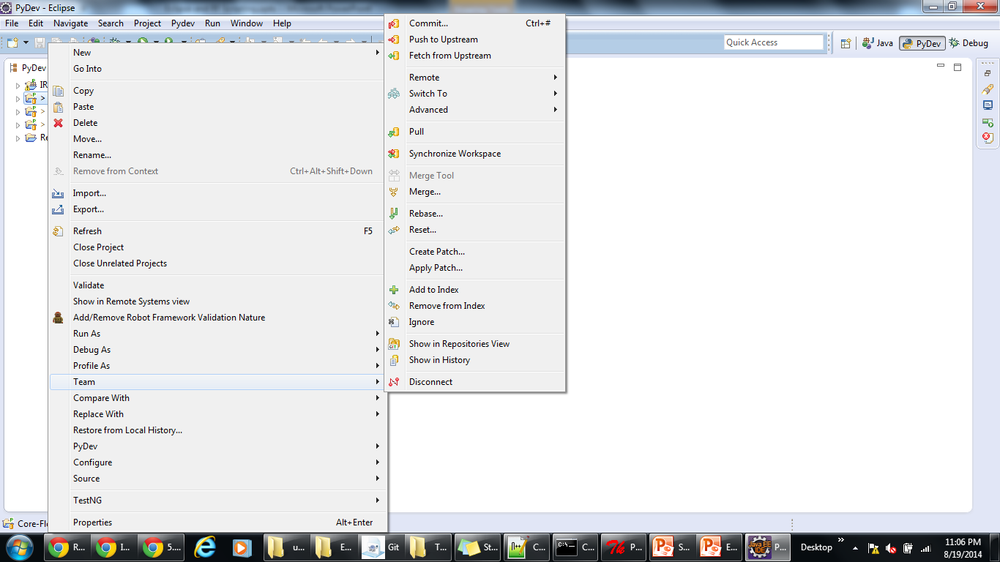 PyDev - Eclipse
File Edit Navigate Search Project Pydev Run Window Help
Quick Access
Java
PyDev
Debug
PyDev
IR
>
>
>
Re
New
Go Into
Copy
Paste
Delete
Move...
Rename...
Remove from Context Ctrl+Alt+Shift+Down
Import...
Export...
Refresh F5
Close Project
Close Unrelated Projects
Validate
Show in Remote Systems view
Add/Remove Robot Framework Validation Nature
Run As
Debug As
Profile As
Team
Compare With
Replace With
Restore from Local History...
PyDev
Configure
Source
TestNG
Properties Alt+Enter
Commit... Ctrl+#
Push to Upstream
Fetch from Upstream
Remote
Switch To
Advanced
Pull
Synchronize Workspace
Merge Tool
Merge...
Rebase...
Reset...
Create Patch...
Apply Patch...
Add to Index
Remove from Index
Ignore
GIT
Show in Repositories View
Show in History
Disconnect
Core-Fl
R... I... 5.... u... E... Git T... St... C... C... P... S... E... P... Desktop
Java EE
IDE
11:06 PM
8/19/2014